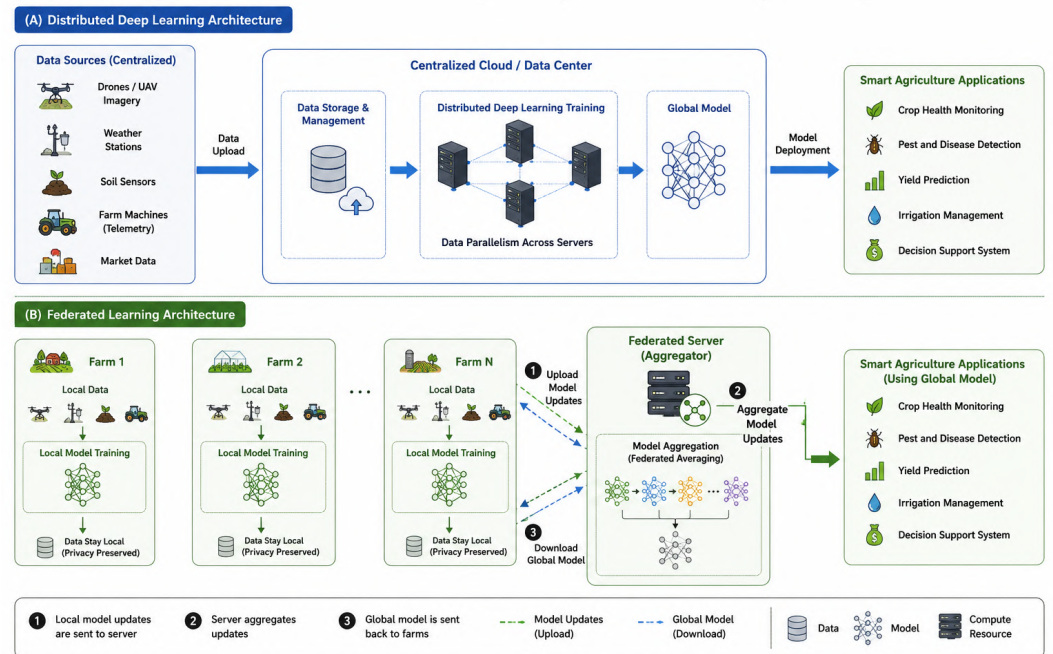 (A) Distributed Deep Learning Architecture
Data Sources (Centralized)
Drones / UAV
Imagery
Weather
Stations
Soil Sensors
Farm Machines
(Telemetry)
Market Data
Data
Upload
Centralized Cloud / Data Center
Data Storage &
Management
Distributed Deep Learning Training
Data Parallelism Across Servers
Global Model
Model
Deployment
Smart Agriculture Applications
Crop Health Monitoring
Pest and Disease Detection
Yield Prediction
Irrigation Management
$
Decision Support System
(B) Federated Learning Architecture
Farm 1
Local Data
Local Model Training
Data Stay Local
(Privacy Preserved)
Farm 2
Local Data
Local Model Training
Data Stay Local
(Privacy Preserved)
...
Farm N
Local Data
Local Model Training
Data Stay Local
(Privacy Preserved)
1 Upload
Model
Updates
3 Download
Global Model
Federated Server
(Aggregator)
2 Aggregate
Model
Updates
Model Aggregation
(Federated Averaging)
...
Smart Agriculture Applications
(Using Global Model)
Crop Health Monitoring
Pest and Disease Detection
Yield Prediction
Irrigation Management
$
Decision Support System
1 Local model updates
are sent to server
2 Server aggregates
updates
3 Global model is sent
back to farms
Model Updates
(Upload)
Global Model
(Download)
Data
Model
Compute
Resource